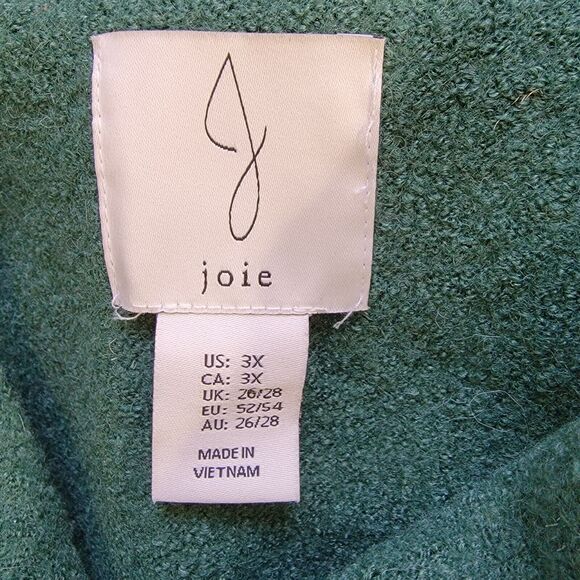 joie
US: 3X
CA: 3X
UK: 26/28
EU: 52/54
AU: 26/28
MADE IN
VIETNAM